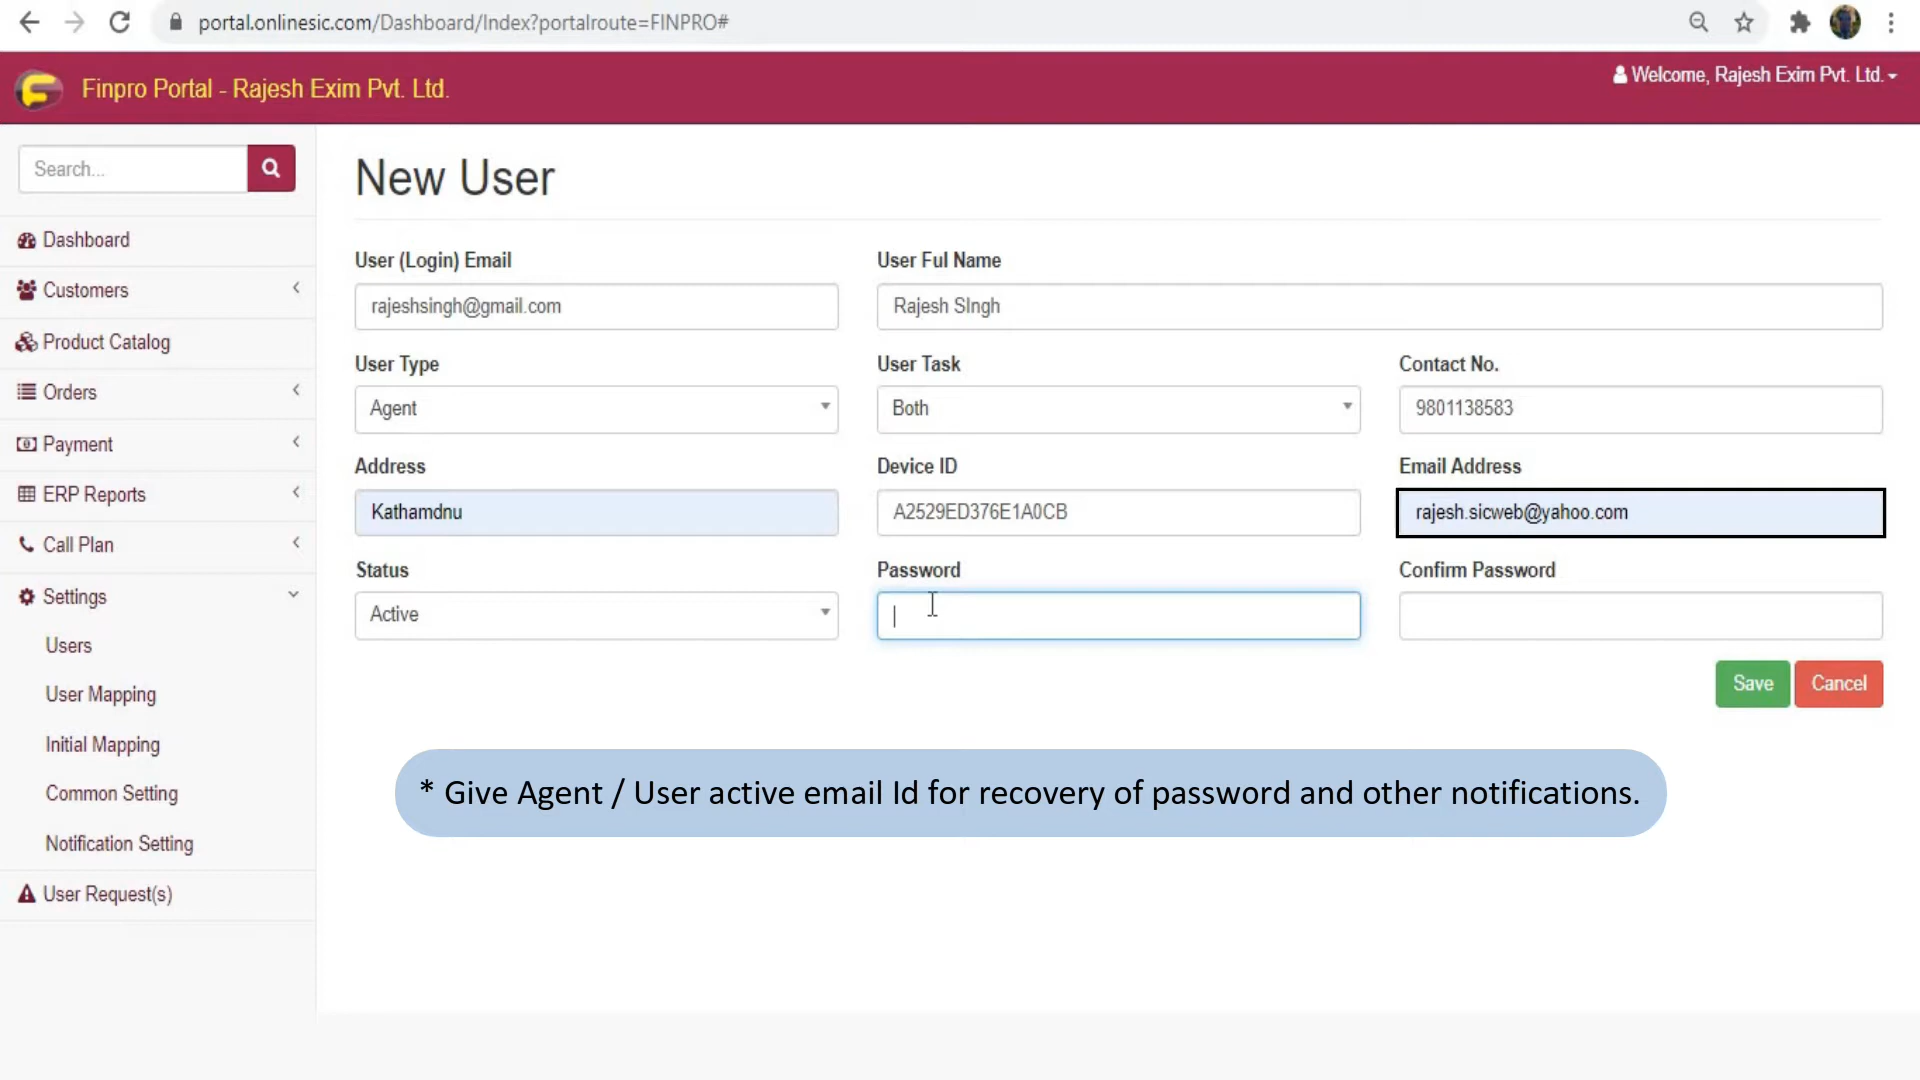 portal.onlinesic.com/Dashboard/Index?portalroute=FINPRO#
Finpro Portal - Rajesh Exim Pvt. Ltd.
Welcome, Rajesh Exim Pvt. Ltd.
Search...
Dashboard
Customers
Product Catalog
Orders
Payment
ERP Reports
Call Plan
Settings
Users
User Mapping
Initial Mapping
Common Setting
Notification Setting
User Request(s)
New User
User (Login) Email
User Ful Name
rajeshsingh@gmail.com
Rajesh SIngh
User Type
User Task
Contact No.
Agent
Both
9801138583
Address
Device ID
Email Address
Kathamdnu
A2529ED376E1A0CB
rajesh.sicweb@yahoo.com
Status
Password
Confirm Password
Active
Save
Cancel
* Give Agent / User active email Id for recovery of password and other notifications.